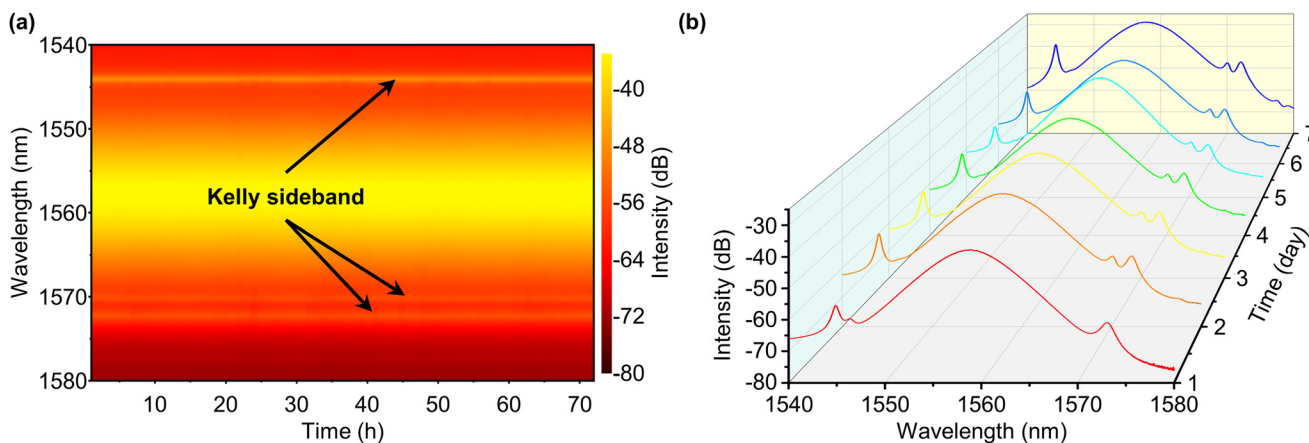 (a)
1540
1550
1560
1570
1580
Wavelength (nm)
10 20 30 40 50 60 70
Time (h)
Kelly sideband
-40
-48
-56
-64
-72
-80
Intensity (dB)
(b)
-30
-40
-50
-60
-70
-80
Intensity (dB)
1540 1550 1560 1570 1580
Wavelength (nm)
1
2
3
4
5
6
7
Time (day)